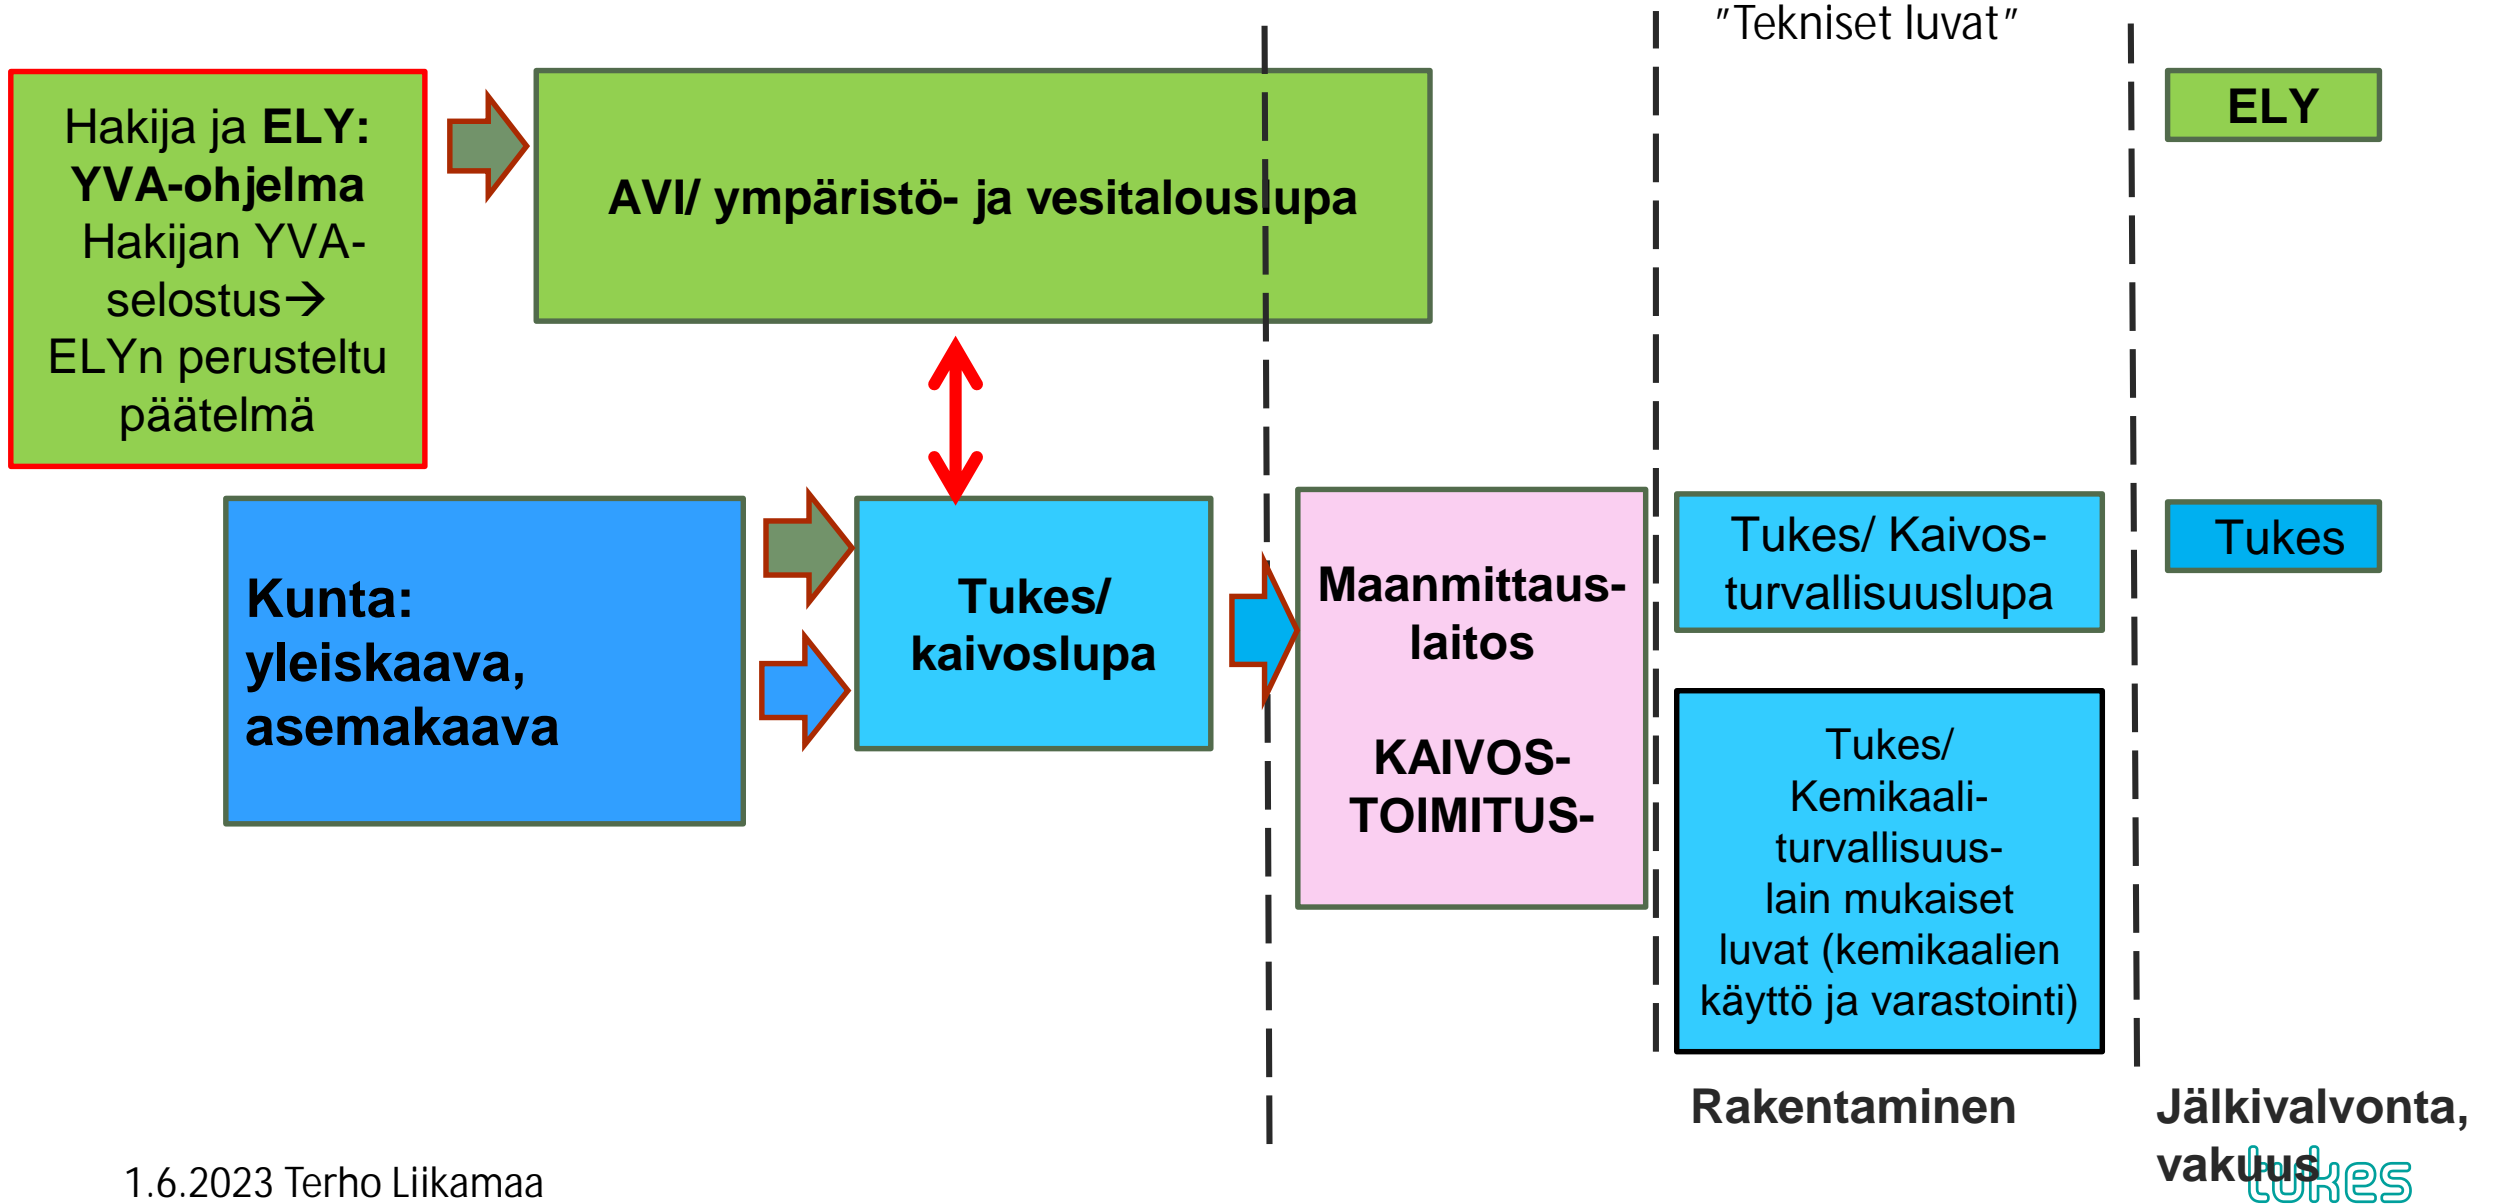 "Tekniset luvat"
Hakija ja ELY:
YVA-ohjelma
Hakijan YVA-
selostus→
ELYn perusteltu
päätelmä
AVI/ ympäristö- ja vesitalouslupa
ELY
Kunta:
yleiskaava,
asemakaava
Tukes/
kaivoslupa
Maanmittaus-
laitos
KAIVOS-
TOIMITUS-
Tukes/ Kaivos-
turvallisuuslupa
Tukes
Tukes/
Kemikaali-
turvallisuus-
lain mukaiset
luvat (kemikaalien
käyttö ja varastointi)
Rakentaminen
Jälkivalvonta,
vakuus
1.6.2023 Terho Liikamaa
tukes